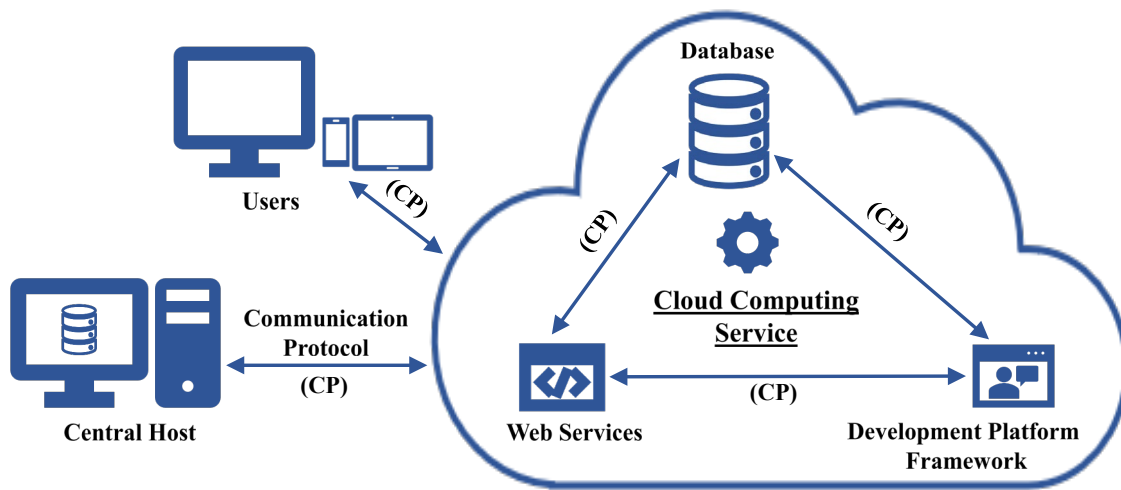 Database
Users
(CP)
(CP)
(CP)
Cloud Computing
Service
Communication
Protocol
(CP)
(CP)
Central Host
Web Services
Development Platform
Framework